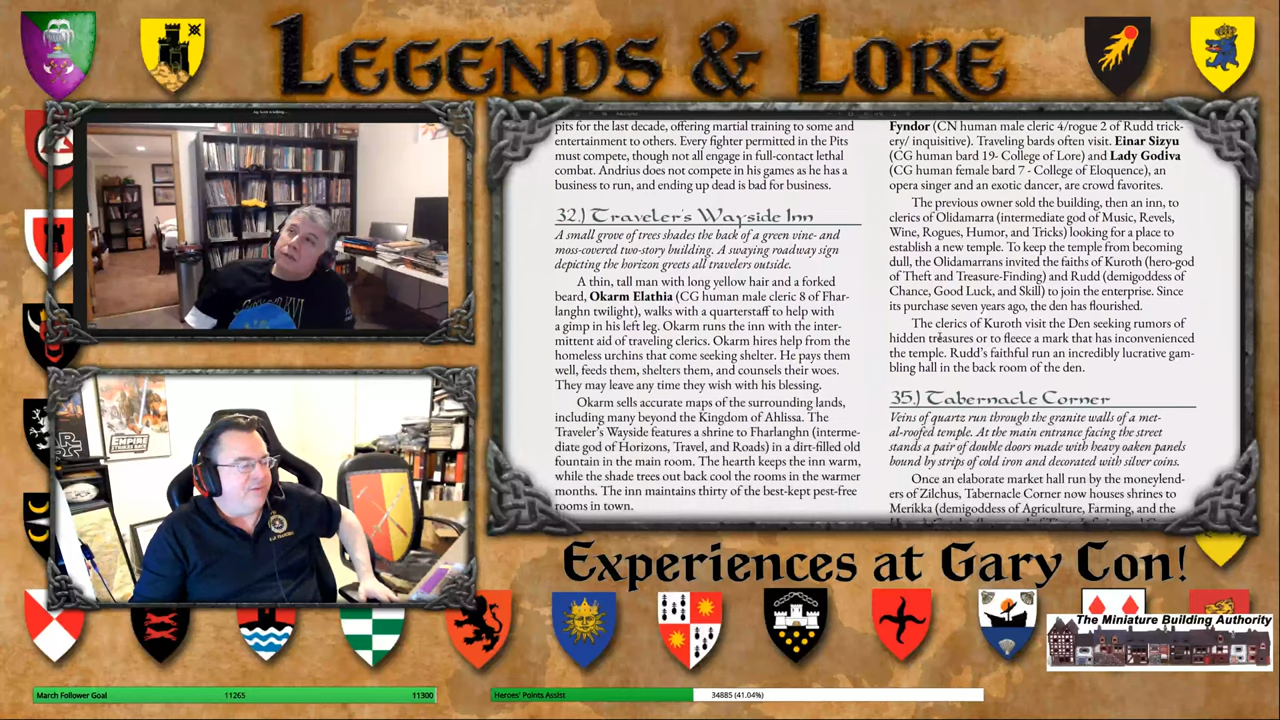 LEGENDS & LORE
pits for the last decade, offering martial training to some and
entertainment to others. Every fighter permitted in the Pits
must compete, though not all engage in full-contact lethal
combat. Andrius does not compete in his games as he has a
business to run, and ending up dead is bad for business.
32.) Traveler's Wayside Inn
A small grove of trees shades the back of a green vine- and
moss-covered two-story building. A swaying roadway sign
depicting the horizon greets all travelers outside.
A thin, tall man with long yellow hair and a forked
beard, Okarm Elathia (CG human male cleric 8 of Fhar-
langhn twilight), walks with a quarterstaff to help with
a gimp in his left leg. Okarm runs the inn with the inter-
mittent aid of traveling clerics. Okarm hires help from the
homeless urchins that come seeking shelter. He pays them
well, feeds them, shelters them, and counsels their woes.
They may leave any time they wish with his blessing.
Okarm sells accurate maps of the surrounding lands,
including many beyond the Kingdom of Ahlissa. The
Traveler's Wayside features a shrine to Fharlanghn (interme-
diate god of Horizons, Travel, and Roads) in a dirt-filled old
fountain in the main room. The hearth keeps the inn warm,
while the shade trees out back cool the rooms in the warmer
months. The inn maintains thirty of the best-kept pest-free
rooms in town.
Fyndor (CN human male cleric 4/rogue 2 of Rudd trick-
ery/ inquisitive). Traveling bards often visit. Einar Sizyu
(CG human bard 19- College of Lore) and Lady Godiva
(CG human female bard 7 - College of Eloquence), an
opera singer and an exotic dancer, are crowd favorites.
The previous owner sold the building, then an inn, to
clerics of Olidamarra (intermediate god of Music, Revels,
Wine, Rogues, Humor, and Tricks) looking for a place to
establish a new temple. To keep the temple from becoming
dull, the Olidamarrans invited the faiths of Kuroth (hero-god
of Theft and Treasure-Finding) and Rudd (demigoddess of
Chance, Good Luck, and Skill) to join the enterprise. Since
its purchase seven years ago, the den has flourished.
The clerics of Kuroth visit the Den seeking rumors of
hidden treasures or to fleece a mark that has inconvenienced
the temple. Rudd's faithful run an incredibly lucrative gam-
bling hall in the back room of the den.
35.) Tabernacle Corner
Veins of quartz run through the granite walls of a met-
al-roofed temple. At the main entrance facing the street
stands a pair of double doors made with heavy oaken panels
bound by strips of cold iron and decorated with silver coins.
Once an elaborate market hall run by the moneylend-
ers of Zilchus, Tabernacle Corner now houses shrines to
Merikka (demigoddess of Agriculture, Farming, and the
EMPIRE
Experiences at Gary Con!
The Miniature Building Authority
March Follower Goal 11265 11300
Heroes' Points Assist 34885 (41.04%)